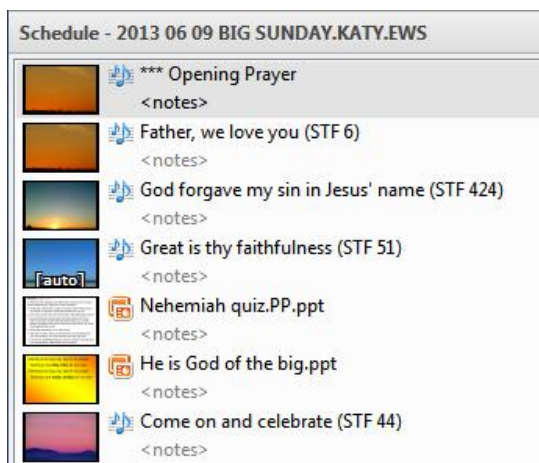 Schedule - 2013 06 09 BIG SUNDAY.KATY.EWS
*** Opening Prayer
<notes>
Father, we love you (STF 6)
<notes>
God forgave my sin in Jesus' name (STF 424)
<notes>
Great is thy faithfulness (STF 51)
[auto]
<notes>
Nehemiah quiz.PP.ppt
<notes>
He is God of the big.ppt
<notes>
Come on and celebrate (STF 44)
<notes>